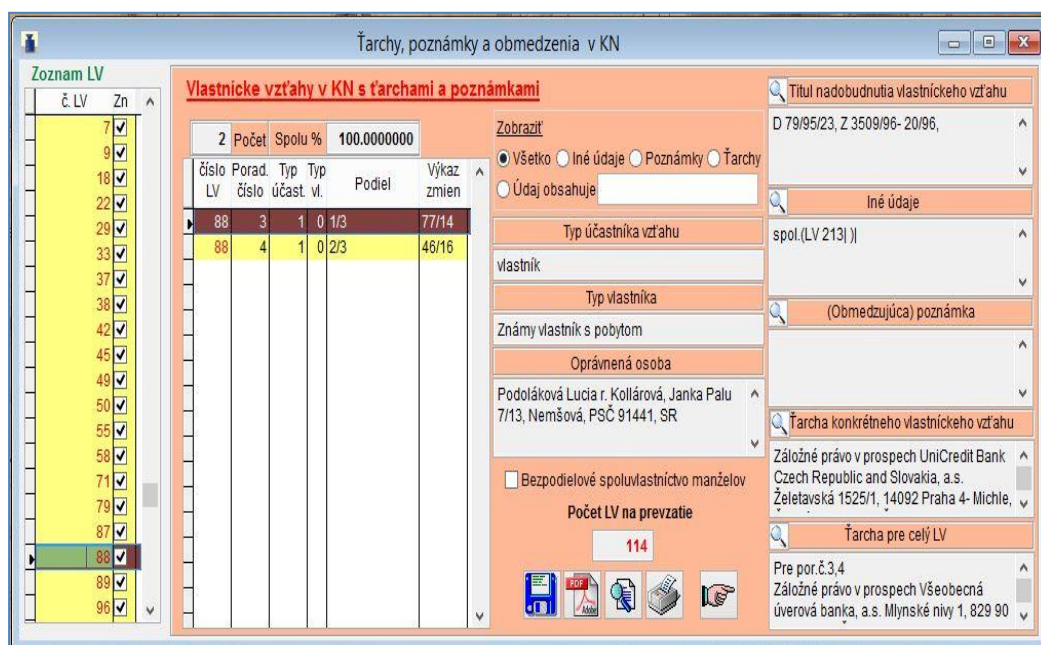 Ťarchy, poznámky a obmedzenia v KN
Zoznam LV
č. LV Zn
7
9
18
22
29
33
37
38
42
45
49
50
55
58
71
79
87
88
89
96
Vlastnícke vzťahy v KN s ťarchami a poznámkami
2 Počet Spolu % 100.0000000
číslo LV Porad. číslo Typ účast. Typ vl. Podiel Výkaz zmien
88 3 1 0 1/3 77/14
88 4 1 0 2/3 46/16
Zobraziť
Všetko Iné údaje Poznámky Ťarchy
Údaj obsahuje
Typ účastníka vzťahu
vlastník
Typ vlastníka
Známy vlastník s pobytom
Oprávnená osoba
Podoláková Lucia r. Kollárová, Janka Palu
7/13, Nemšová, PSČ 91441, SR
Bezpodielové spoluvlastníctvo manželov
Počet LV na prevzatie
114
PDF
Adobe
Titul nadobudnutia vlastníckeho vzťahu
D 79/95/23, Z 3509/96- 20/96,
Iné údaje
spol.(LV 213| )|
(Obmedzujúca) poznámka
Ťarcha konkrétneho vlastníckeho vzťahu
Záložné právo v prospech UniCredit Bank
Czech Republic and Slovakia, a.s.
Želetavská 1525/1, 14092 Praha 4- Michle,
Ťarcha pre celý LV
Pre por.č.3,4
Záložné právo v prospech Všeobecná
úverová banka, a.s. Mlynské nivy 1, 829 90